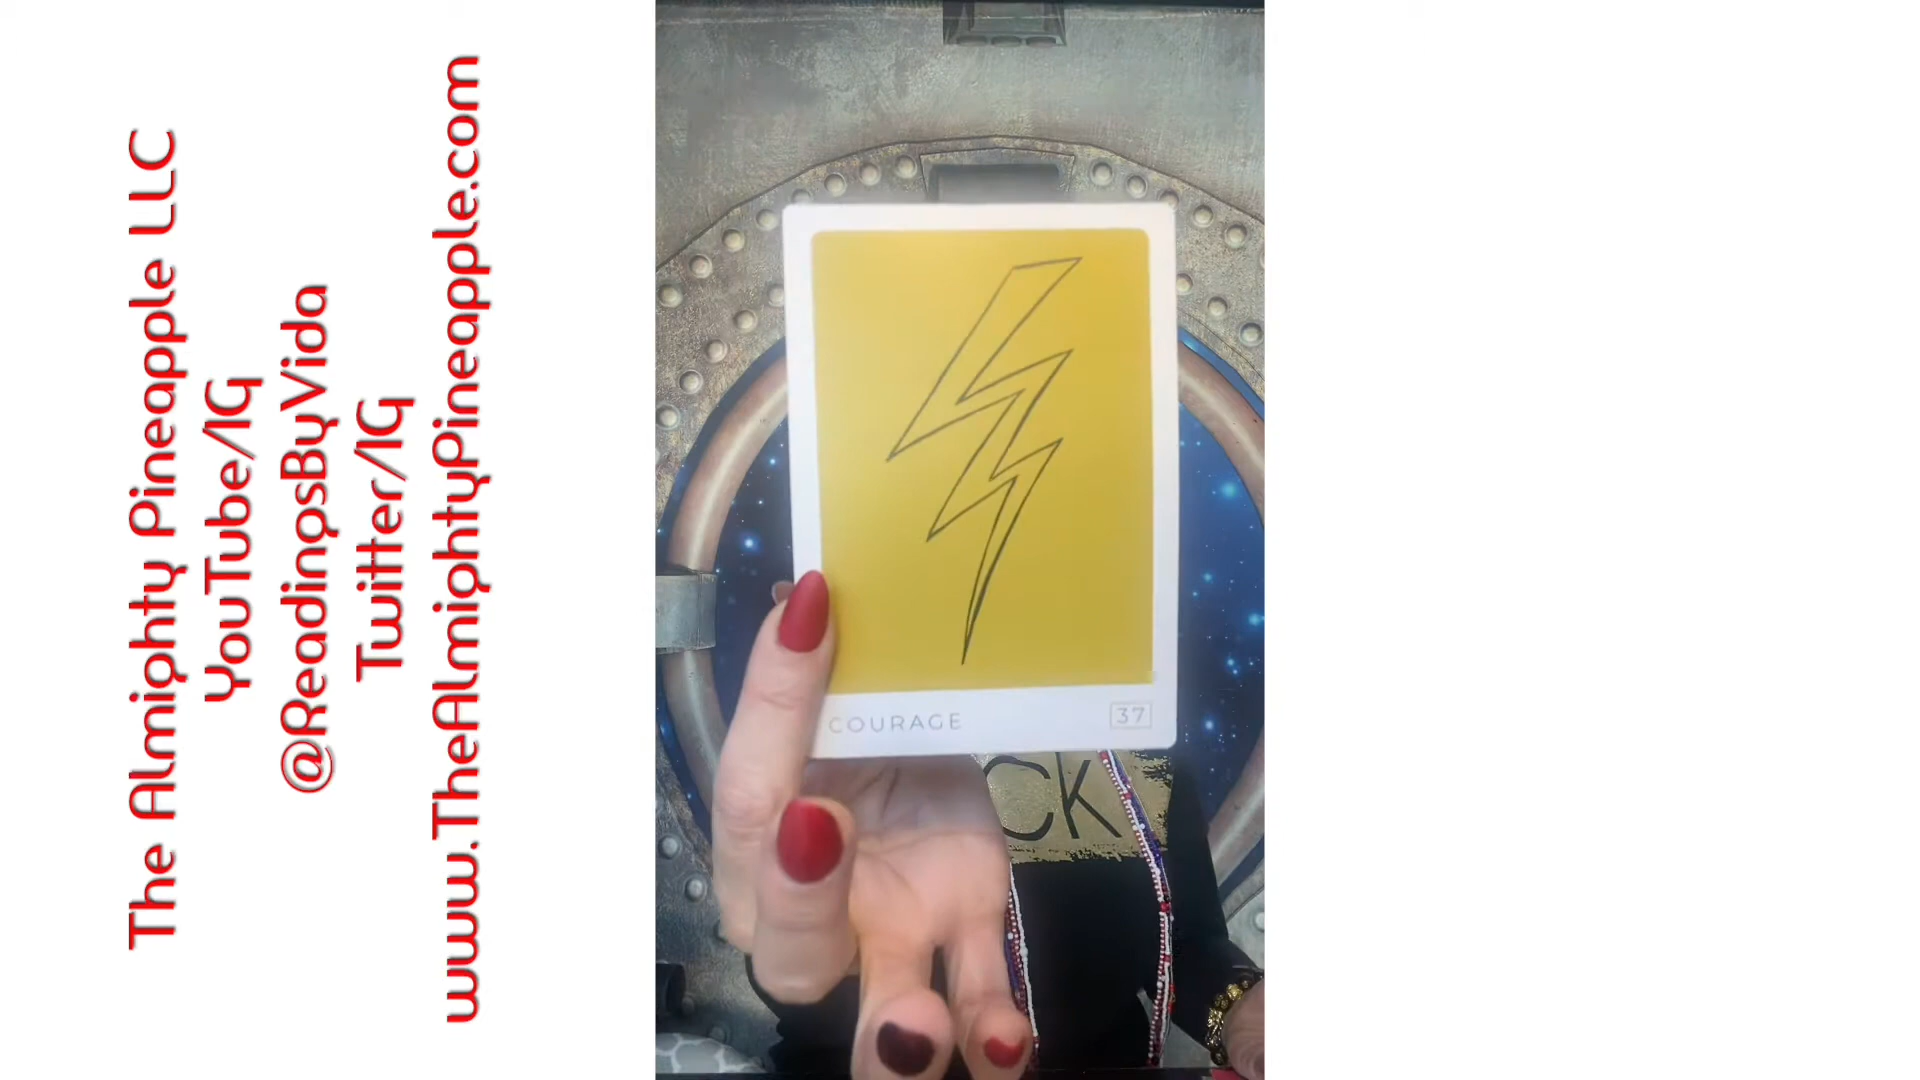 The Almighty Pineapple LLC
YouTube/IG
@ReadingsByVida
Twitter/IG
www.TheAlmightyPineapple.com
COURAGE
37
CK